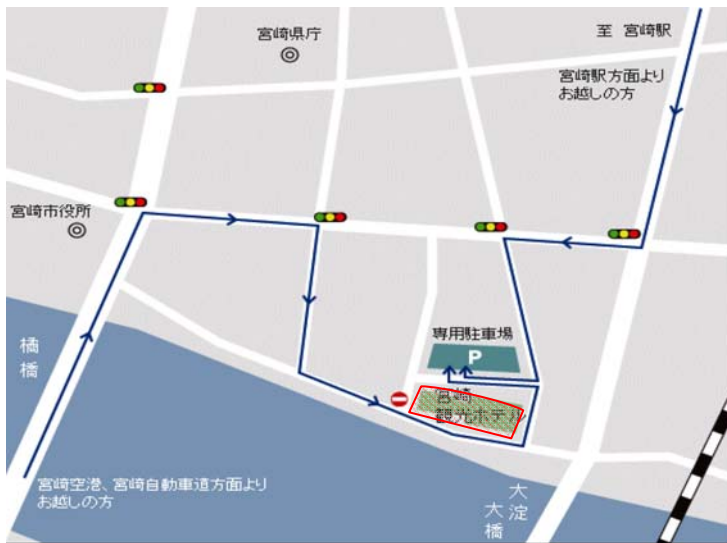 宮崎県庁
至 宮崎駅
宮崎駅方面より
お越しの方
宮崎市役所
橘
橋
専用駐車場
P
宮崎
観光ホテル
宮崎空港、宮崎自動車道方面より
お越しの方
大淀
大橋